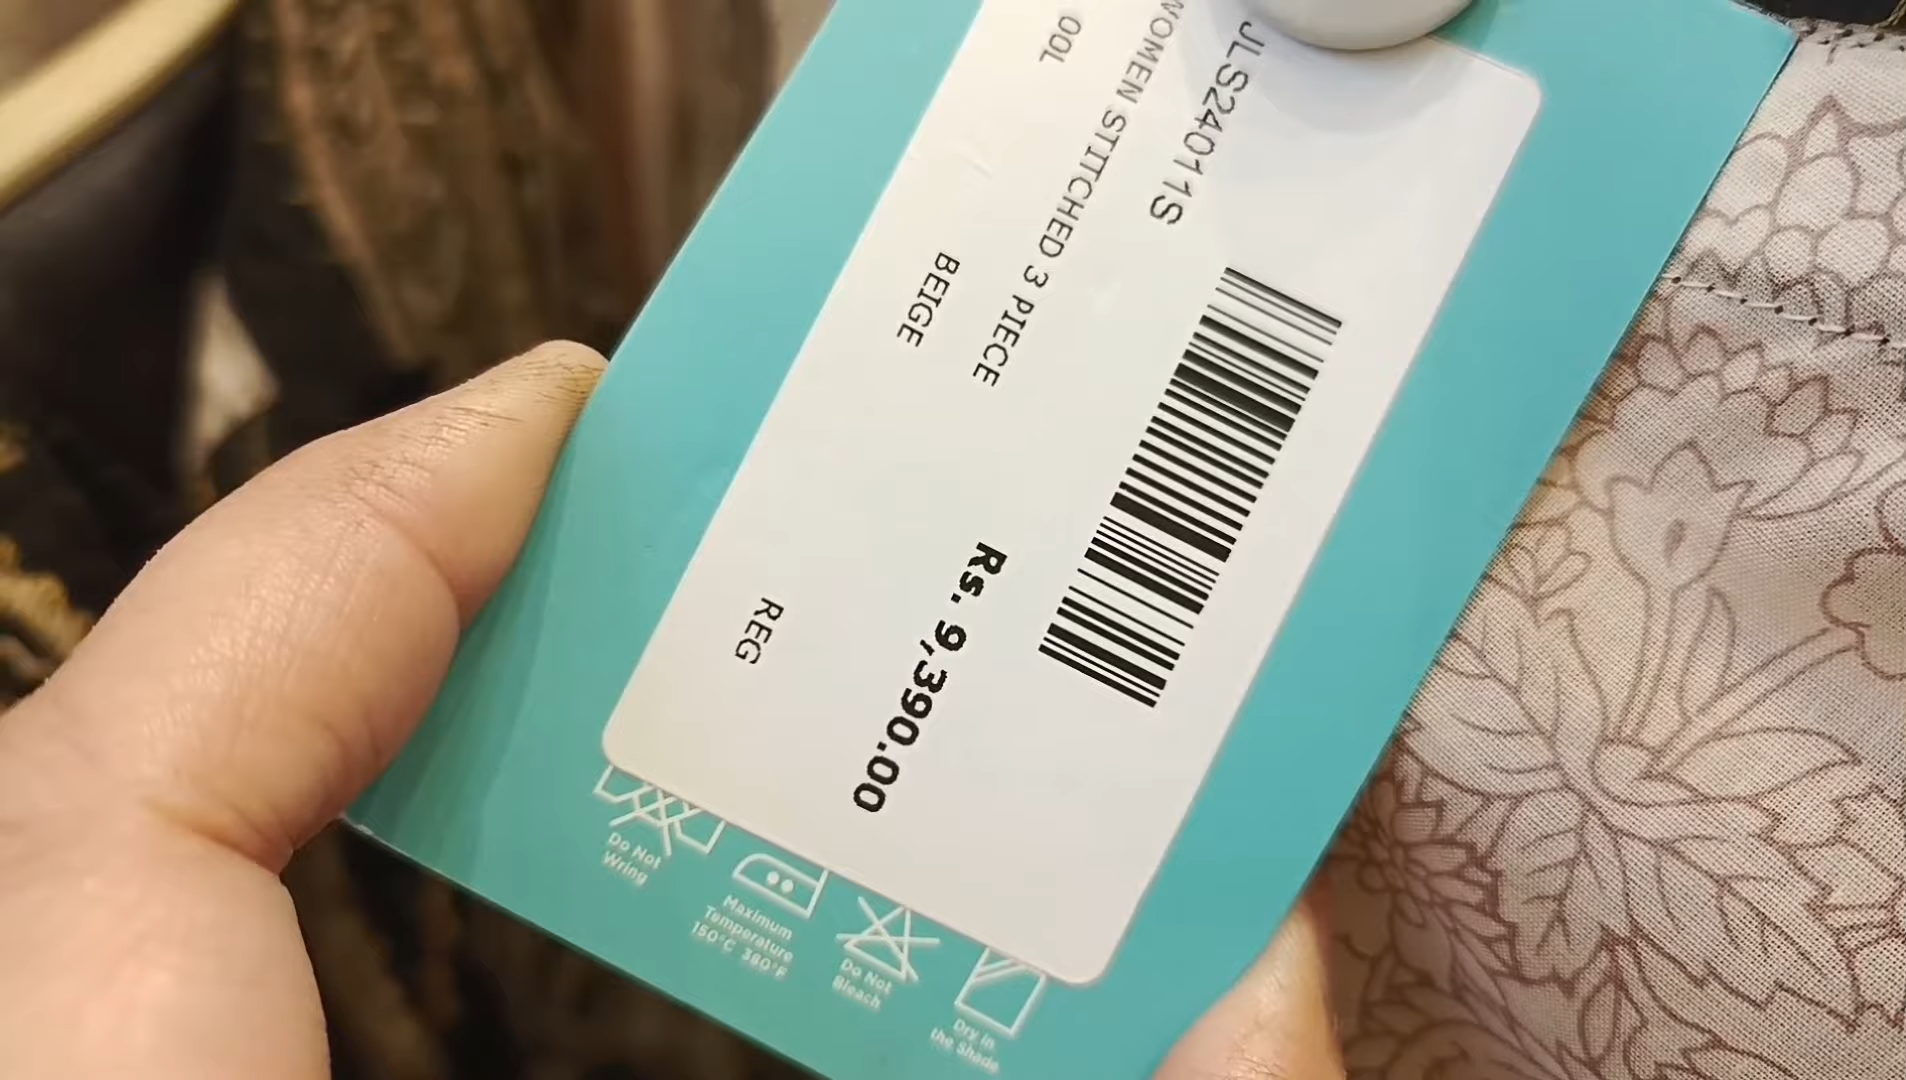 JLS24011S
WOMEN STITCHED 3 PIECE
Rs. 9,390.00
00L
BEIGE
REG
Do Not
Wring
Maximum
Temperature
150°C 380°F
Do Not
Bleach
Dry in
the Shade